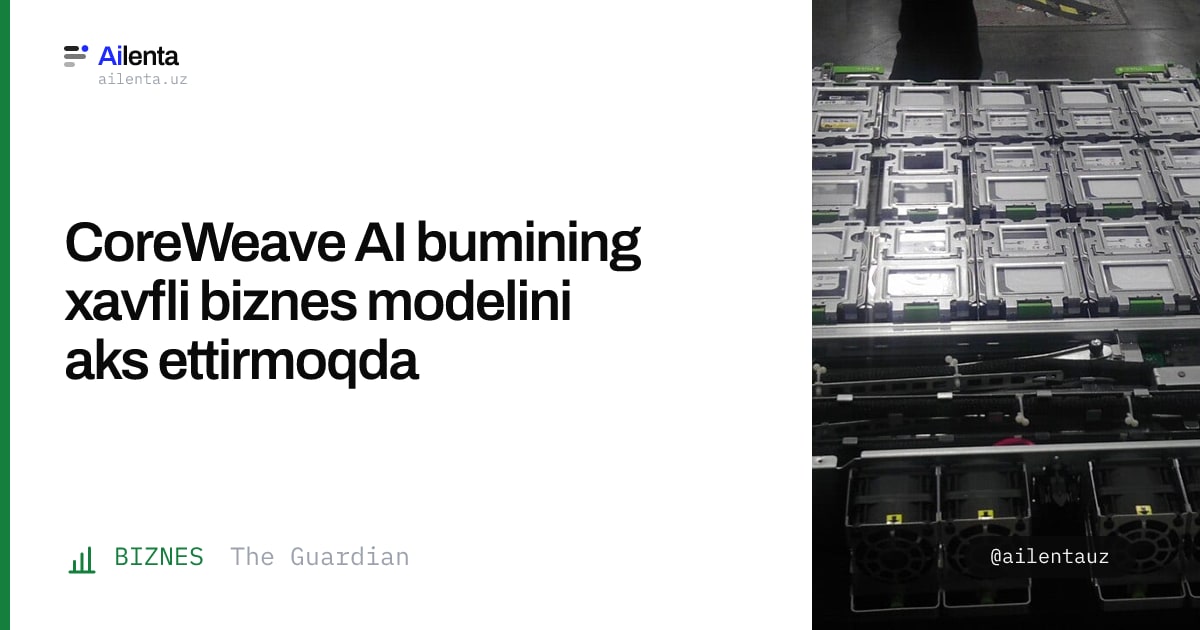 Ailenta
ailenta.uz
CoreWeave AI bumining
xavfli biznes modelini
aks ettirmoqda
BIZNES The Guardian
@ailentauz